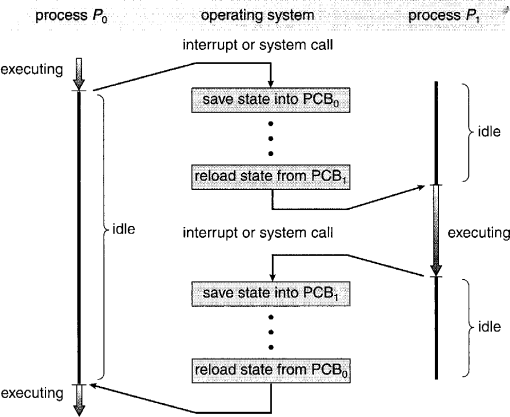 process P0 operating system process P1
interrupt or system call
executing
save state into PCB0
idle
reload state from PCB1
interrupt or system call
idle
executing
save state into PCB1
idle
reload state from PCB0
executing